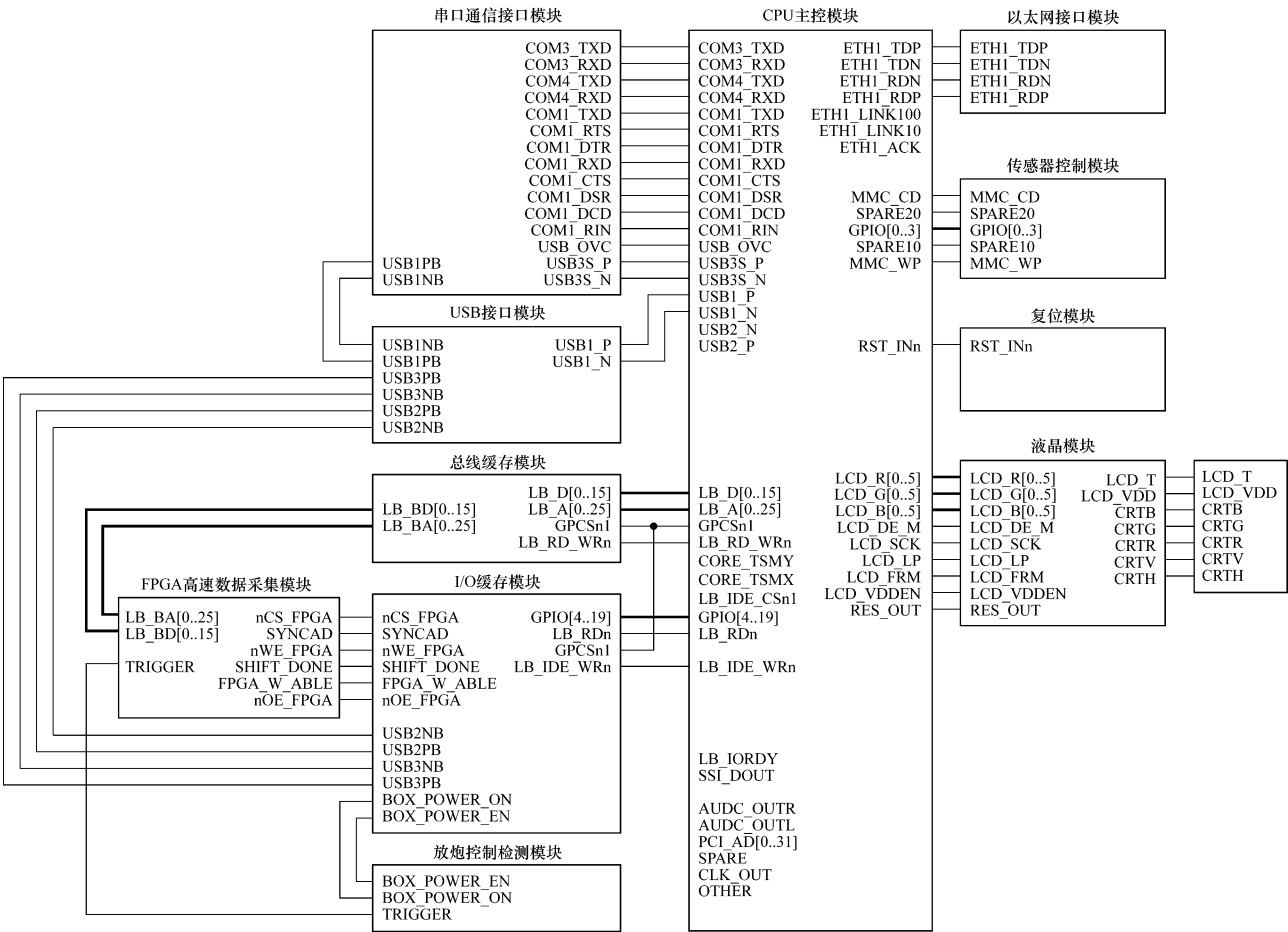 串口通信接口模块
COM3_TXD
COM3_RXD
COM4_TXD
COM4_RXD
COM1_TXD
COM1_RTS
COM1_DTR
COM1_RXD
COM1_CTS
COM1_DSR
COM1_DCD
COM1_RIN
USB_OVC
USB1PB
USB3S_P
USB1NB
USB3S_N
USB接口模块
USB1NB
USB1_P
USB1PB
USB1_N
USB3PB
USB3NB
USB2PB
USB2NB
总线缓存模块
LB_D[0..15]
LB_BD[0..15]
LB_A[0..25]
LB_BA[0..25]
GPCSn1
LB_RD_WRn
FPGA高速数据采集模块
LB_BA[0..25]
nCS_FPGA
LB_BD[0..15]
SYNCAD
nWE_FPGA
TRIGGER
SHIFT_DONE
FPGA_W_ABLE
nOE_FPGA
I/O缓存模块
nCS_FPGA
GPIO[4..19]
SYNCAD
LB_RDn
nWE_FPGA
GPCSn1
SHIFT_DONE
LB_IDE_WRn
FPGA_W_ABLE
nOE_FPGA
USB2NB
USB2PB
USB3NB
USB3PB
BOX_POWER_ON
BOX_POWER_EN
放炮控制检测模块
BOX_POWER_EN
BOX_POWER_ON
TRIGGER
CPU主控模块
COM3_TXD
COM3_RXD
COM4_TXD
COM4_RXD
COM1_TXD
COM1_RTS
COM1_DTR
COM1_RXD
COM1_CTS
COM1_DSR
COM1_DCD
COM1_RIN
USB_OVC
USB3S_P
USB3S_N
USB1_P
USB1_N
USB2_N
USB2_P
LB_D[0..15]
LB_A[0..25]
GPCSn1
LB_RD_WRn
CORE_TSMY
CORE_TSMX
LB_IDE_CSn1
GPIO[4..19]
LB_RDn
LB_IDE_WRn
LB_IORDY
SSI_DOUT
AUDC_OUTR
AUDC_OUTL
PCI_AD[0..31]
SPARE
CLK_OUT
OTHER
ETH1_TDP
ETH1_TDN
ETH1_RDN
ETH1_RDP
ETH1_LINK100
ETH1_LINK10
ETH1_ACK
MMC_CD
SPARE20
GPIO[0..3]
SPARE10
MMC_WP
RST_INn
LCD_R[0..5]
LCD_G[0..5]
LCD_B[0..5]
LCD_DE_M
LCD_SCK
LCD_LP
LCD_FRM
LCD_VDDEN
RES_OUT
以太网接口模块
ETH1_TDP
ETH1_TDN
ETH1_RDN
ETH1_RDP
传感器控制模块
MMC_CD
SPARE20
GPIO[0..3]
SPARE10
MMC_WP
复位模块
RST_INn
液晶模块
LCD_R[0..5]
LCD_G[0..5]
LCD_B[0..5]
LCD_DE_M
LCD_SCK
LCD_LP
LCD_FRM
LCD_VDDEN
RES_OUT
LCD_T
LCD_VDD
CRTB
CRTG
CRTR
CRTV
CRTH
LCD_T
LCD_VDD
CRTB
CRTG
CRTR
CRTV
CRTH